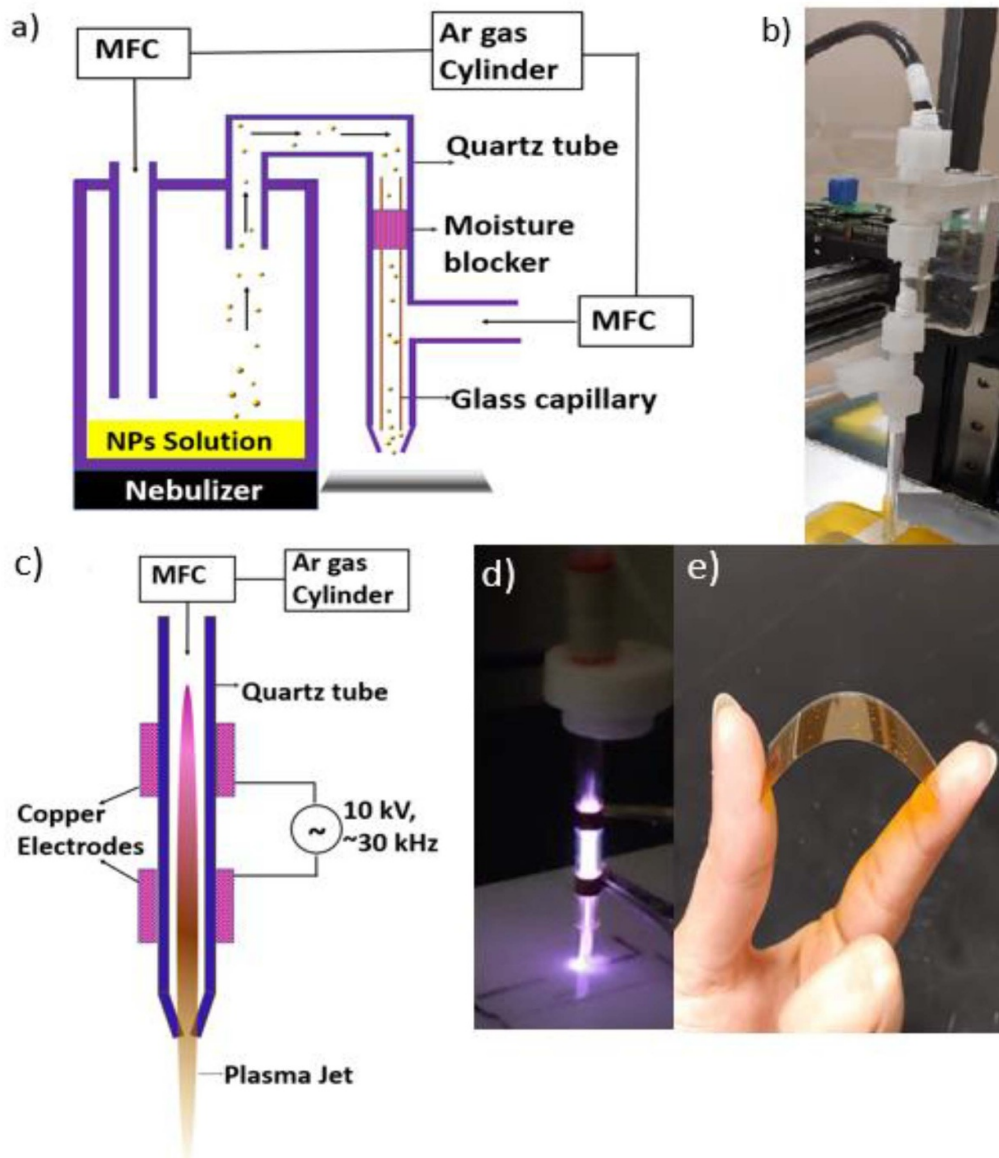 a)
MFC
Ar gas
Cylinder
Quartz tube
Moisture
blocker
MFC
Glass capillary
NPs Solution
Nebulizer
b)
c)
MFC
Ar gas
Cylinder
Quartz tube
Copper
Electrodes
~
10 kV,
~30 kHz
Plasma Jet
d)
e)